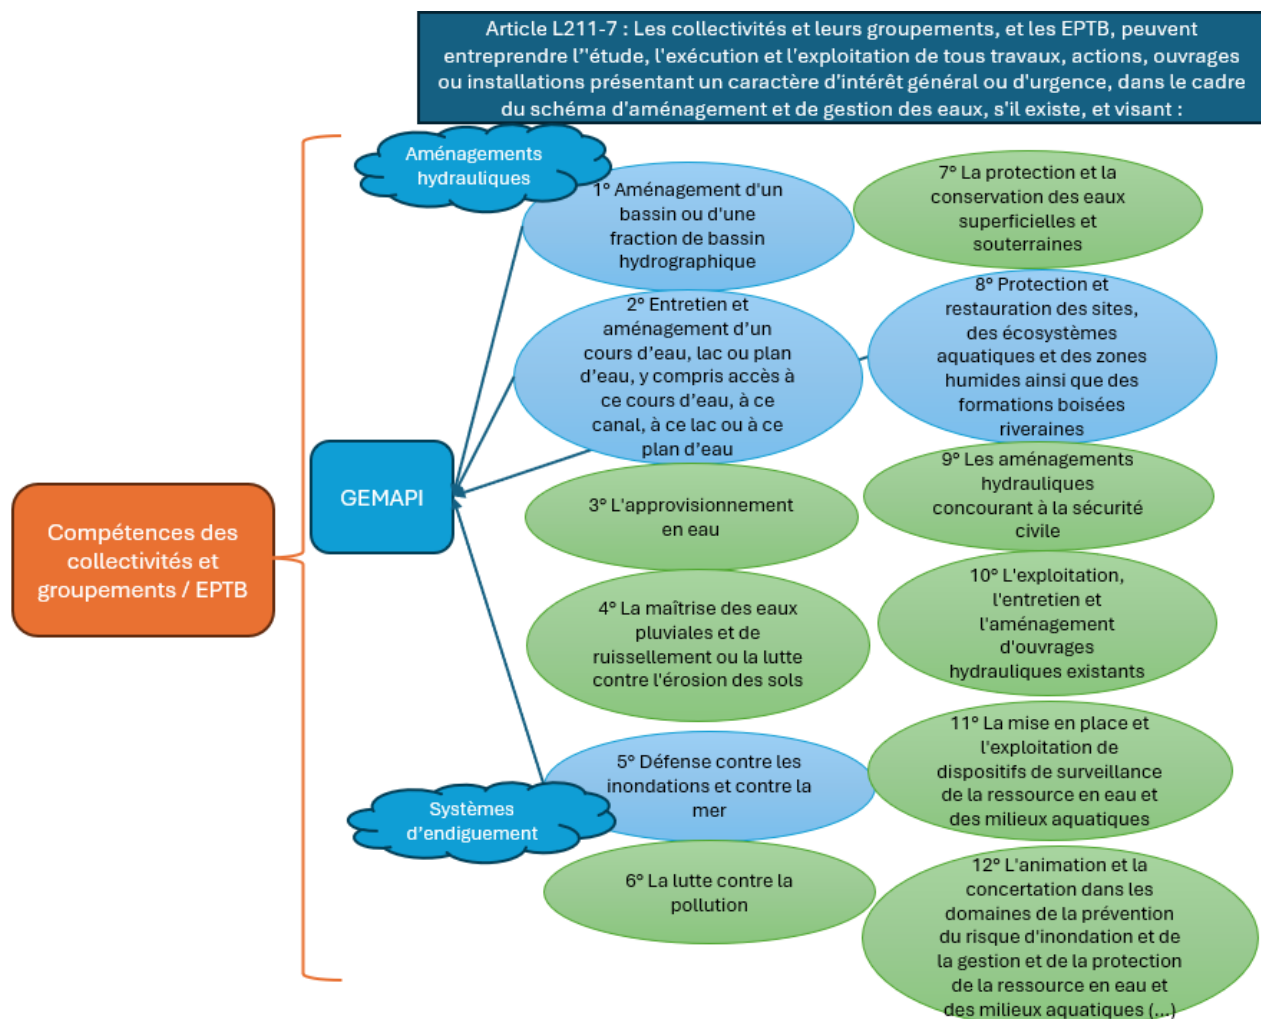 Article L211-7 : Les collectivités et leurs groupements, et les EPTB, peuvent
entreprendre l''étude, l'exécution et l'exploitation de tous travaux, actions, ouvrages
ou installations présentant un caractère d'intérêt général ou d'urgence, dans le cadre
du schéma d'aménagement et de gestion des eaux, s'il existe, et visant :
Compétences des
collectivités et
groupements / EPTB
GEMAPI
Aménagements
hydrauliques
1° Aménagement d'un
bassin ou d'une
fraction de bassin
hydrographique
2° Entretien et
aménagement d’un
cours d’eau, lac ou plan
d’eau, y compris accès à
ce cours d’eau, à ce
canal, à ce lac ou à ce
plan d’eau
3° L'approvisionnement
en eau
4° La maîtrise des eaux
pluviales et de
ruissellement ou la lutte
contre l'érosion des sols
5° Défense contre les
inondations et contre la
mer
Systèmes
d’endiguement
6° La lutte contre la
pollution
7° La protection et la
conservation des eaux
superficielles et
souterraines
8° Protection et
restauration des sites,
des écosystèmes
aquatiques et des zones
humides ainsi que des
formations boisées
riveraines
9° Les aménagements
hydrauliques
concourant à la sécurité
civile
10° L'exploitation,
l'entretien et
l'aménagement
d'ouvrages
hydrauliques existants
11° La mise en place et
l'exploitation de
dispositifs de surveillance
de la ressource en eau et
des milieux aquatiques
12° L'animation et la
concertation dans les
domaines de la prévention
du risque d'inondation et de
la gestion et de la protection
de la ressource en eau et
des milieux aquatiques (...)